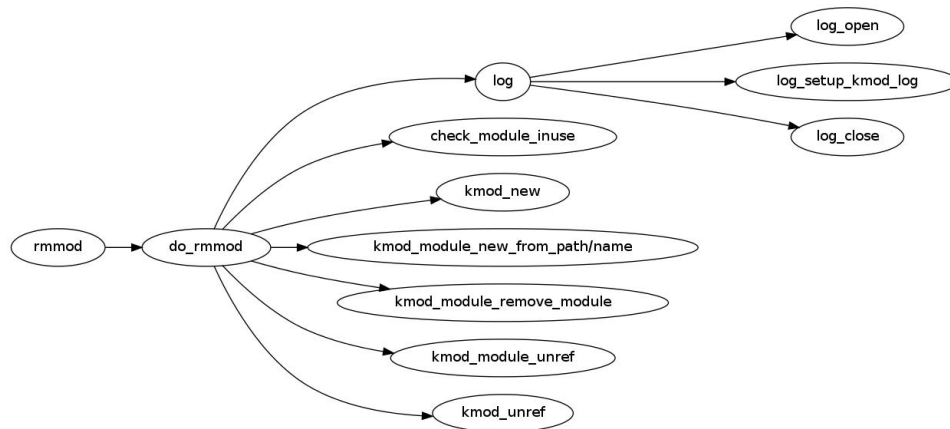 log_open
log
log_setup_kmod_log
check_module_inuse
log_close
kmod_new
rmmod
do_rmmod
kmod_module_new_from_path/name
kmod_module_remove_module
kmod_module_unref
kmod_unref